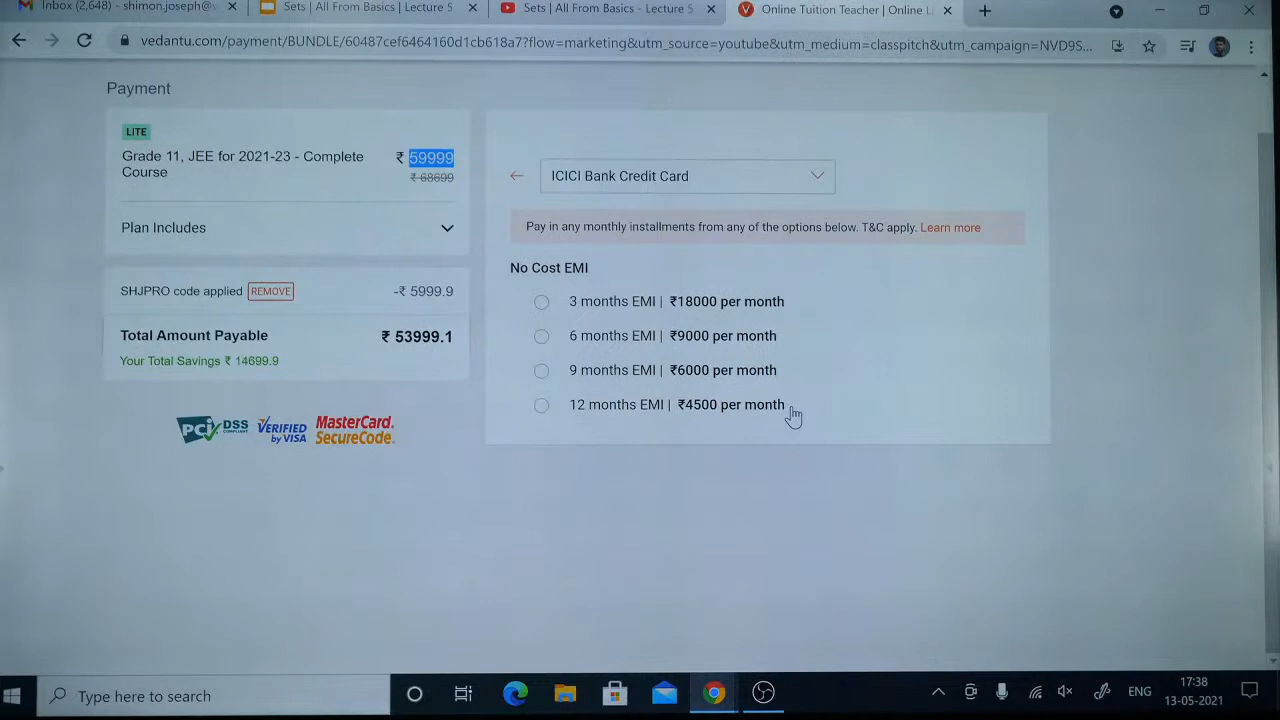 Inbox (2,648) - shimon.joseph@
Sets | All From Basics | Lecture 5
Sets | All From Basics - Lecture 5
Online Tuition Teacher | Online L
vedantu.com/payment/BUNDLE/60487cef6464160d1cb618a7?flow=marketing&utm_source=youtube&utm_medium=classpitch&utm_campaign=NVD9S...
Payment
LITE
Grade 11, JEE for 2021-23 - Complete
Course
₹ 59999
₹ 68699
Plan Includes
SHJPRO code applied REMOVE -₹ 5999.9
Total Amount Payable ₹ 53999.1
Your Total Savings ₹ 14699.9
PCI DSS COMPLIANT
VERIFIED by VISA
MasterCard. SecureCode.
ICICI Bank Credit Card
Pay in any monthly installments from any of the options below. T&C apply. Learn more
No Cost EMI
3 months EMI | ₹18000 per month
6 months EMI | ₹9000 per month
9 months EMI | ₹6000 per month
12 months EMI | ₹4500 per month
Type here to search
ENG
17:38
13-05-2021